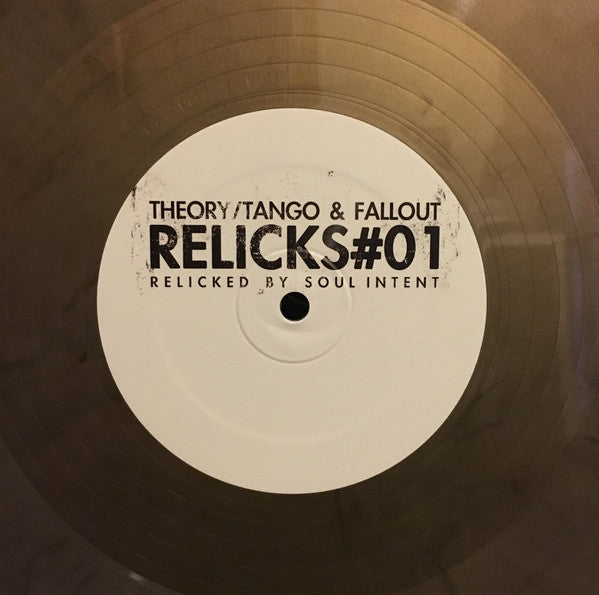 THEORY/TANGO & FALLOUT
RELICKS#01
RELICKED BY SOUL INTENT